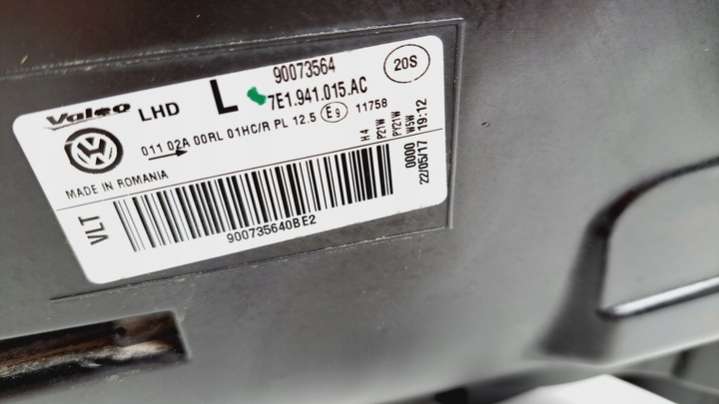 90073564
20S
Valeo LHD L 7E1.941.015.AC
011 02A 00RL 01HC/R PL 12,5 E9 11758
H4
P21W
PY21W
W5W
MADE IN ROMANIA
0000
22/05/17 19:12
VLT
900735640BE2